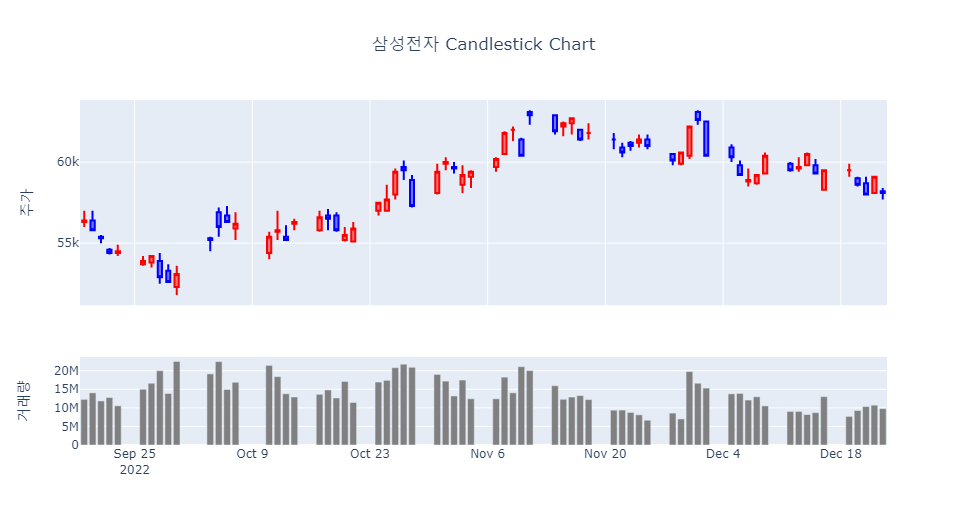 삼성전자 Candlestick Chart
주가
60k
55k
거래량
20M
15M
10M
5M
0
Sep 25
2022
Oct 9
Oct 23
Nov 6
Nov 20
Dec 4
Dec 18